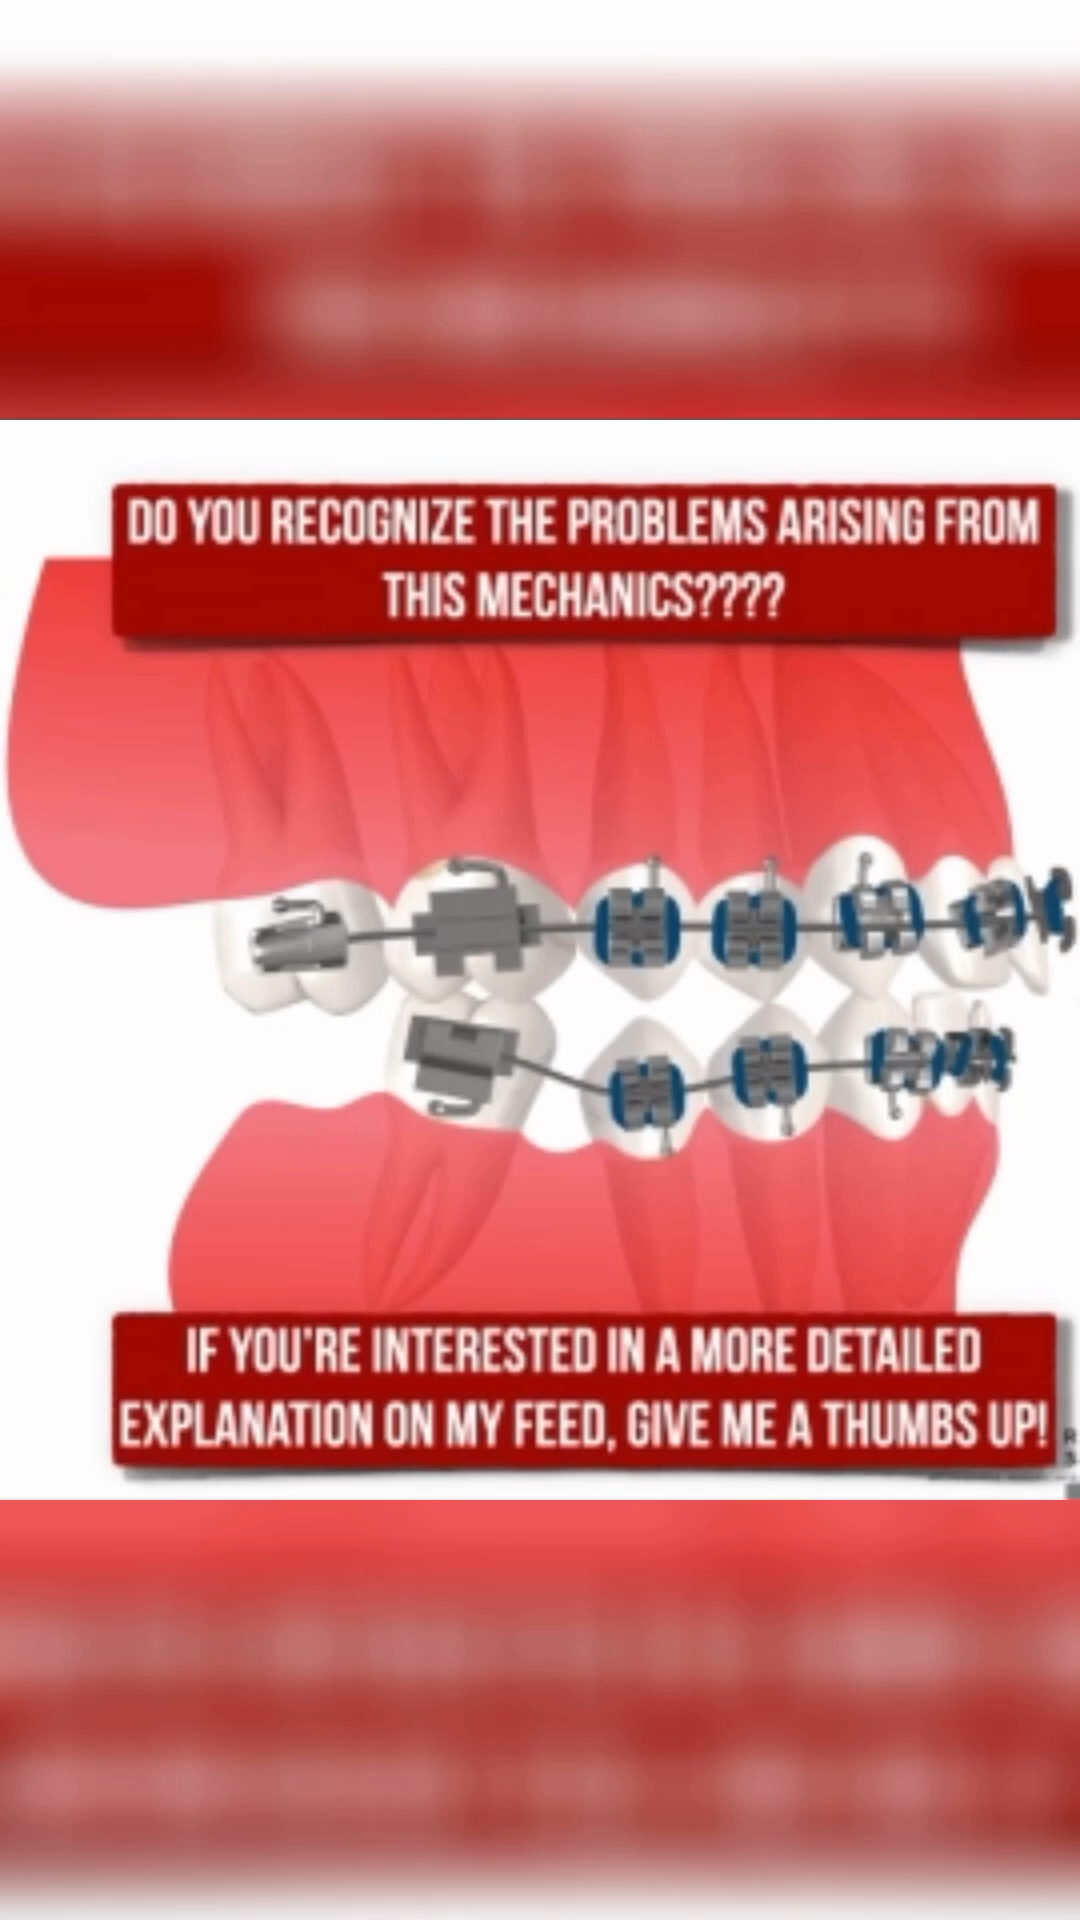 DO YOU RECOGNIZE THE PROBLEMS ARISING FROM
THIS MECHANICS????
IF YOU'RE INTERESTED IN A MORE DETAILED
EXPLANATION ON MY FEED, GIVE ME A THUMBS UP!